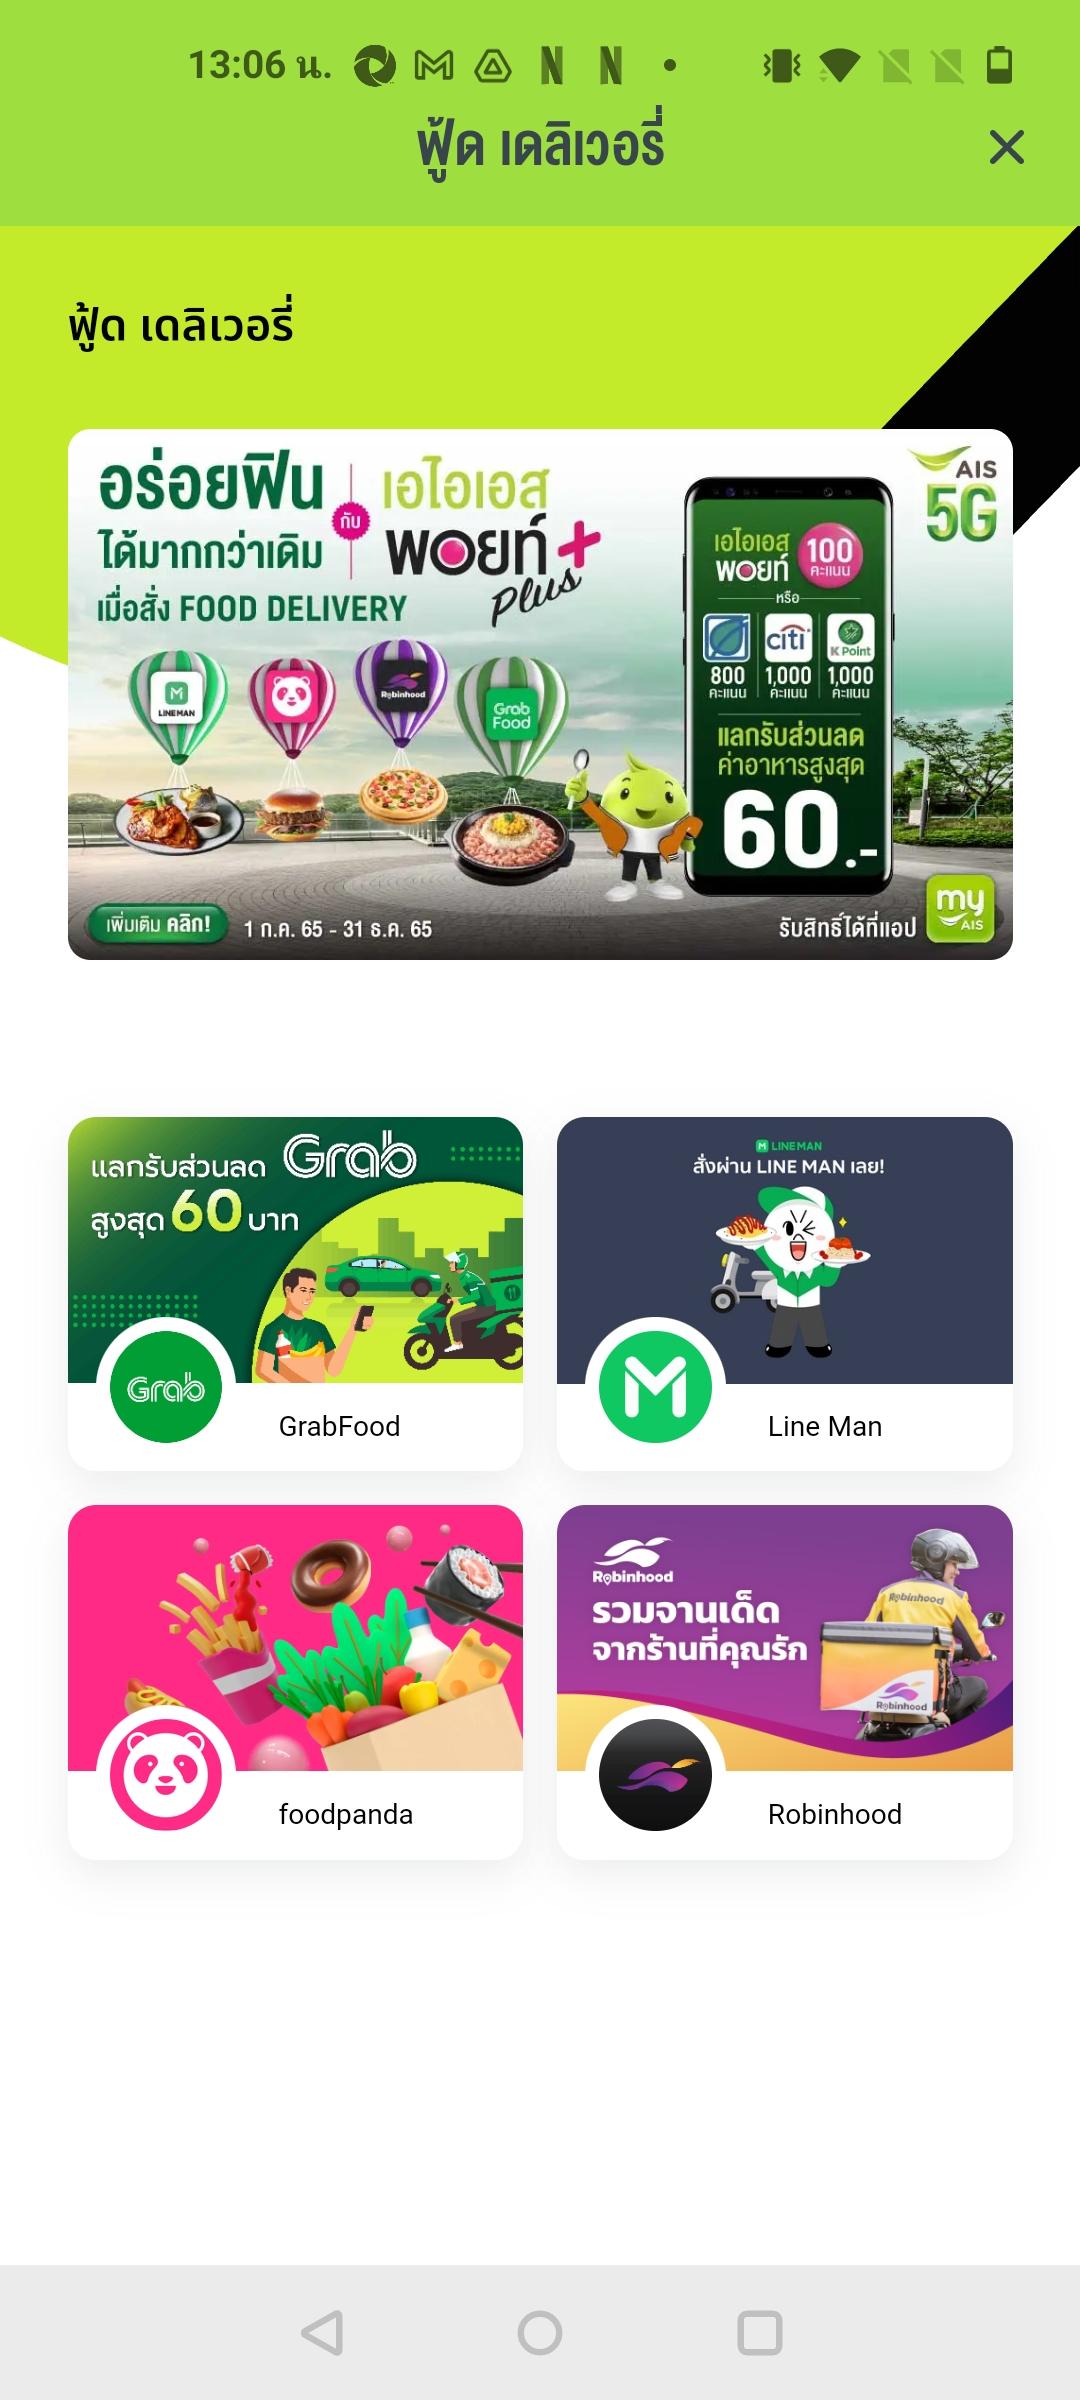 13:06 น.
ฟู้ด เดลิเวอรี่
ฟู้ด เดลิเวอรี่
อร่อยฟิน
ได้มากกว่าเดิม
เมื่อสั่ง FOOD DELIVERY
กับ
เอไอเอส
พอยท์+
Plus
AIS
5G
เอไอเอส
พอยท์
100
คะแนน
หรือ
citi
K Point
800 1,000 1,000
คะแนน คะแนน คะแนน
แลกรับส่วนลด
ค่าอาหารสูงสุด
60.-
LINE MAN
Robinhood
Grab
Food
เพิ่มเติม คลิก!
1 ก.ค. 65 - 31 ธ.ค. 65
รับสิทธิ์ได้ที่แอป
my
AIS
แลกรับส่วนลด Grab
สูงสุด 60 บาท
Grab
GrabFood
LINE MAN
สั่งผ่าน LINE MAN เลย!
Line Man
foodpanda
Robinhood
รวมจานเด็ด
จากร้านที่คุณรัก
Robinhood
Robinhood
Robinhood